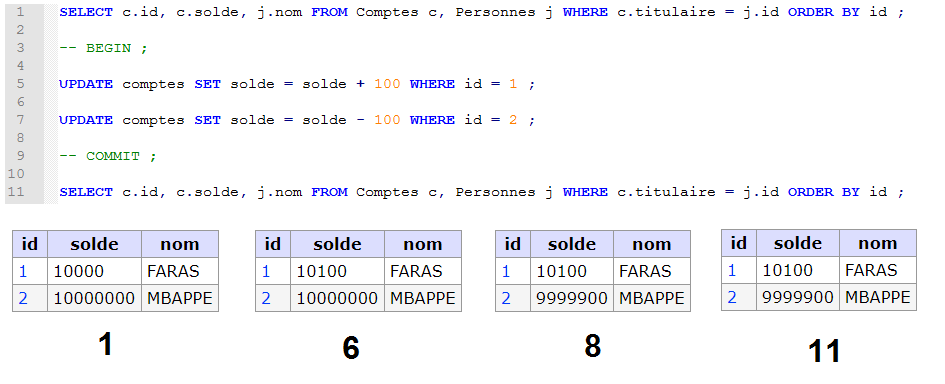 1 SELECT c.id, c.solde, j.nom FROM Comptes c, Personnes j WHERE c.titulaire = j.id ORDER BY id ;
2
3 -- BEGIN ;
4
5 UPDATE comptes SET solde = solde + 100 WHERE id = 1 ;
6
7 UPDATE comptes SET solde = solde - 100 WHERE id = 2 ;
8
9 -- COMMIT ;
10
11 SELECT c.id, c.solde, j.nom FROM Comptes c, Personnes j WHERE c.titulaire = j.id ORDER BY id ;
id solde nom
1 10000 FARAS
2 10000000 MBAPPE
1
id solde nom
1 10100 FARAS
2 10000000 MBAPPE
6
id solde nom
1 10100 FARAS
2 9999900 MBAPPE
8
id solde nom
1 10100 FARAS
2 9999900 MBAPPE
11